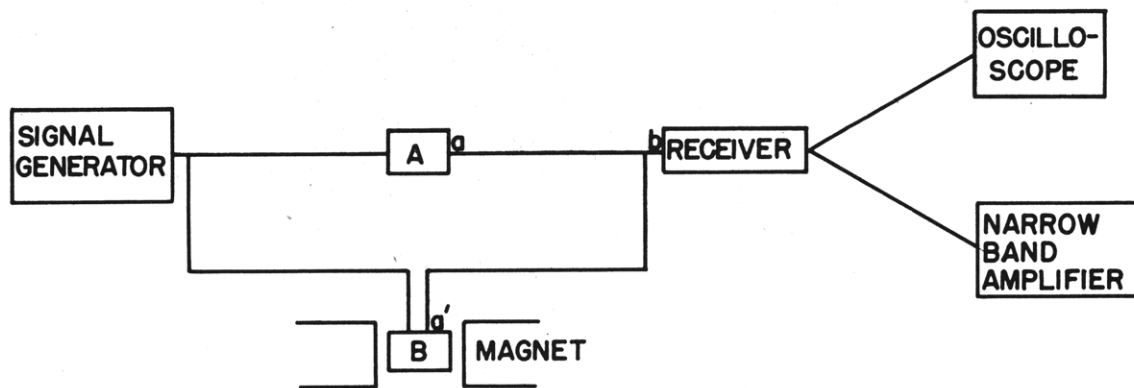 OSCILLO-
SCOPE
SIGNAL
GENERATOR
A
a
b
RECEIVER
NARROW
BAND
AMPLIFIER
a'
B
MAGNET